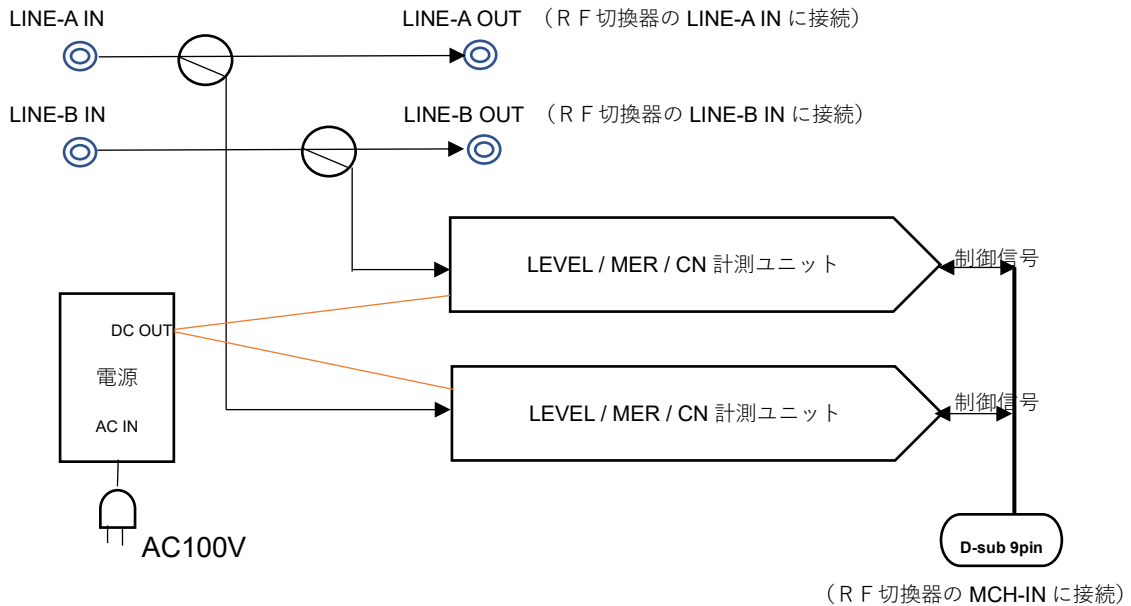 LINE-A IN
LINE-A OUT （ＲＦ切換器の LINE-A IN に接続）
LINE-B IN
LINE-B OUT （ＲＦ切換器の LINE-B IN に接続）
LEVEL / MER / CN 計測ユニット
制御信号
DC OUT
電源
AC IN
LEVEL / MER / CN 計測ユニット
制御信号
AC100V
D-sub 9pin
（ＲＦ切換器の MCH-IN に接続）